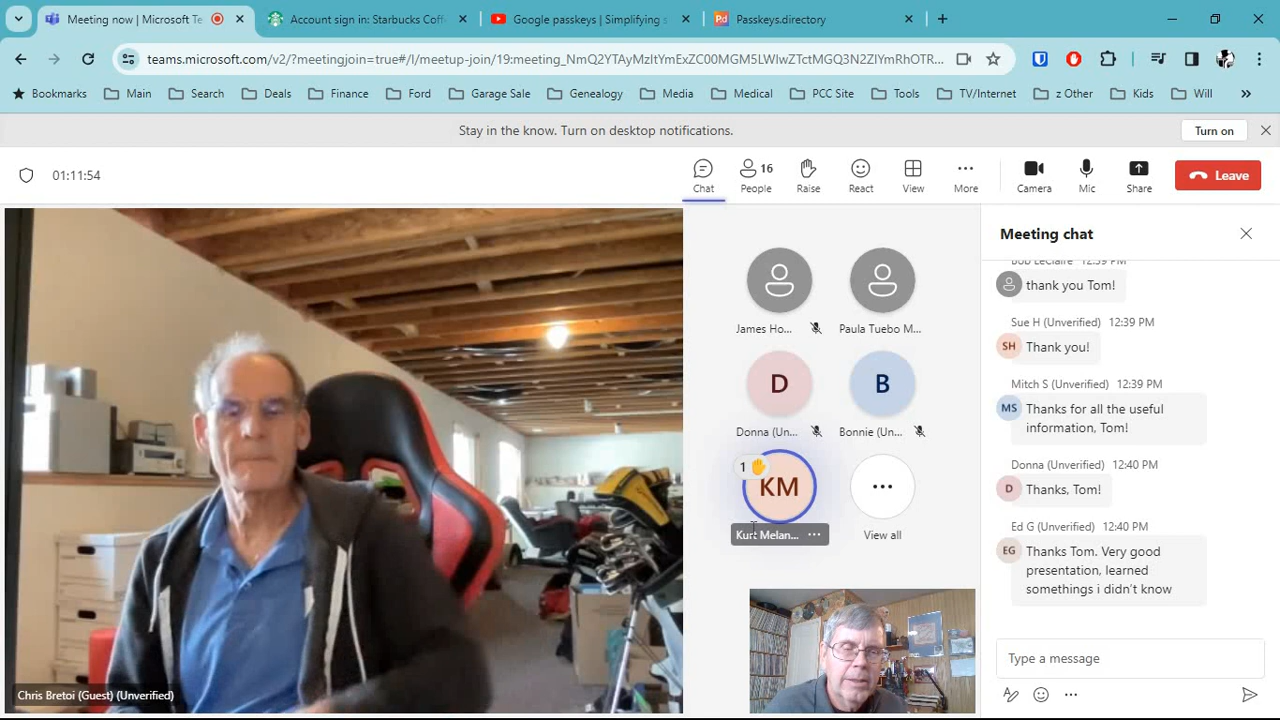 Meeting now | Microsoft Te
Account sign in: Starbucks Coff
Google passkeys | Simplifying s
Pd Passkeys.directory
teams.microsoft.com/v2/?meetingjoin=true#/l/meetup-join/19:meeting_NmQ2YTAyMzItYmExZC00MGM5LWIwZTctMGQ3N2ZlYmRhOTR...
Bookmarks Main Search Deals Finance Ford Garage Sale Genealogy Media Medical PCC Site Tools TV/Internet z Other Kids Will
Stay in the know. Turn on desktop notifications.
Turn on
01:11:54
Chat
16
People
Raise
React
View
More
Camera
Mic
Share
Leave
James Ho...
Paula Tuebo M...
D
B
Donna (Un...
Bonnie (Un...
1
KM
Kurt Melan...
View all
Chris Bretoi (Guest) (Unverified)
Meeting chat
Bob LeClaire 12:39 PM
thank you Tom!
Sue H (Unverified) 12:39 PM
SH Thank you!
Mitch S (Unverified) 12:39 PM
MS Thanks for all the useful
information, Tom!
Donna (Unverified) 12:40 PM
D Thanks, Tom!
Ed G (Unverified) 12:40 PM
EG Thanks Tom. Very good
presentation, learned
somethings i didn't know
Type a message